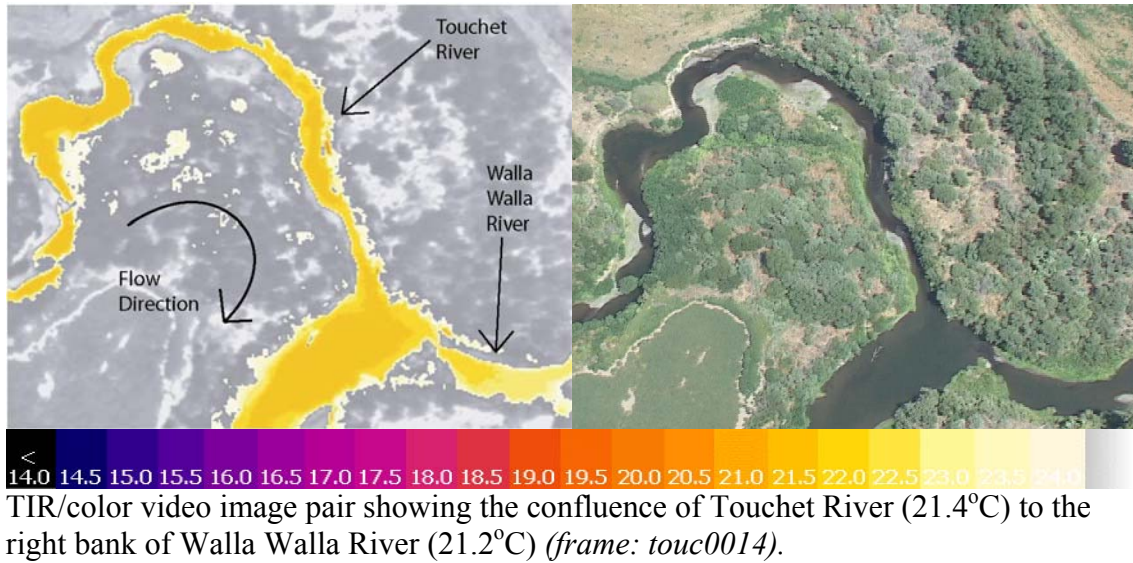 Touchet
River
Walla
Walla
River
Flow
Direction
<
14.0 14.5 15.0 15.5 16.0 16.5 17.0 17.5 18.0 18.5 19.0 19.5 20.0 20.5 21.0 21.5 22.0 22.5 23.0 23.5 24.0
TIR/color video image pair showing the confluence of Touchet River (21.4°C) to the
right bank of Walla Walla River (21.2°C) (frame: touc0014).